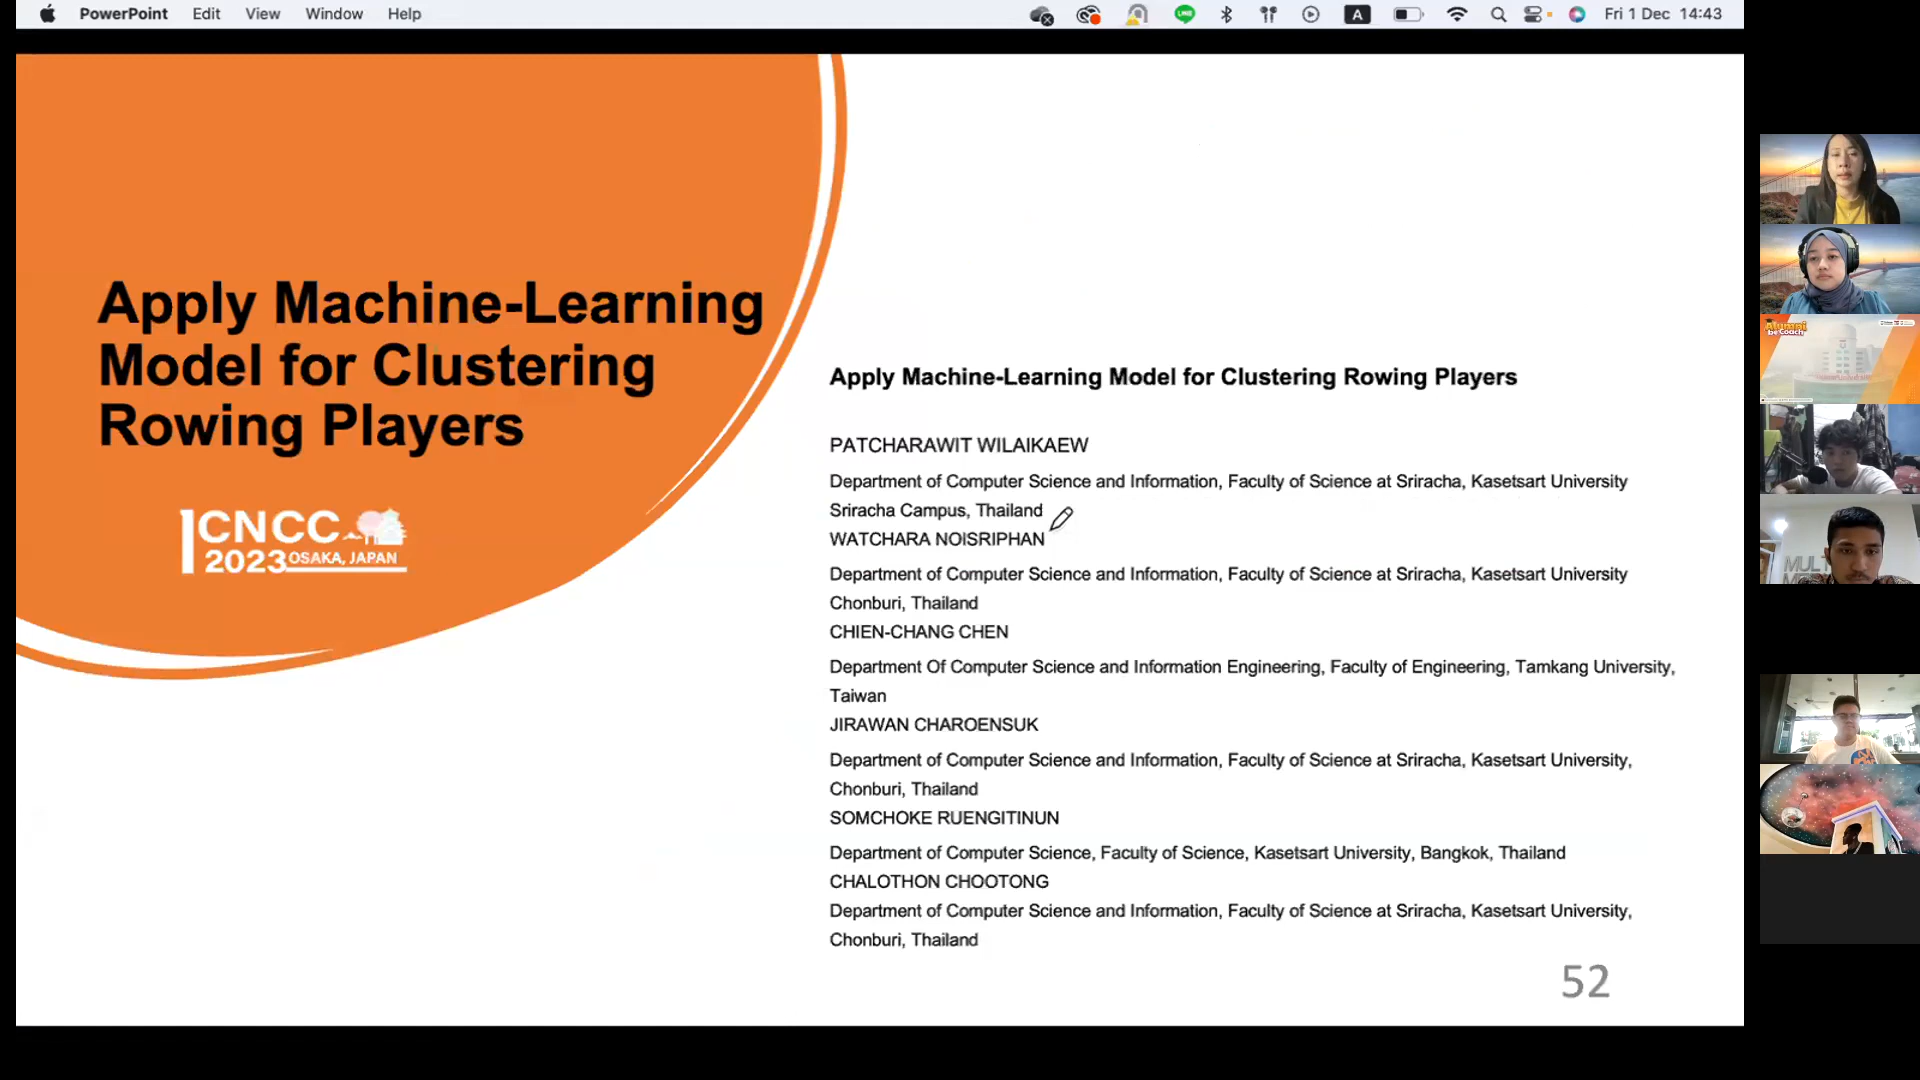 PowerPoint Edit View Window Help
A
Fri 1 Dec 14:43
Apply Machine-Learning
Model for Clustering
Rowing Players
ICNCC
2023 OSAKA, JAPAN
Apply Machine-Learning Model for Clustering Rowing Players
PATCHARAWIT WILAIKAEW
Department of Computer Science and Information, Faculty of Science at Sriracha, Kasetsart University
Sriracha Campus, Thailand
WATCHARA NOISRIPHAN
Department of Computer Science and Information, Faculty of Science at Sriracha, Kasetsart University
Chonburi, Thailand
CHIEN-CHANG CHEN
Department Of Computer Science and Information Engineering, Faculty of Engineering, Tamkang University,
Taiwan
JIRAWAN CHAROENSUK
Department of Computer Science and Information, Faculty of Science at Sriracha, Kasetsart University,
Chonburi, Thailand
SOMCHOKE RUENGITINUN
Department of Computer Science, Faculty of Science, Kasetsart University, Bangkok, Thailand
CHALOTHON CHOOTONG
Department of Computer Science and Information, Faculty of Science at Sriracha, Kasetsart University,
Chonburi, Thailand
52
Alumni
be Coach
MULT